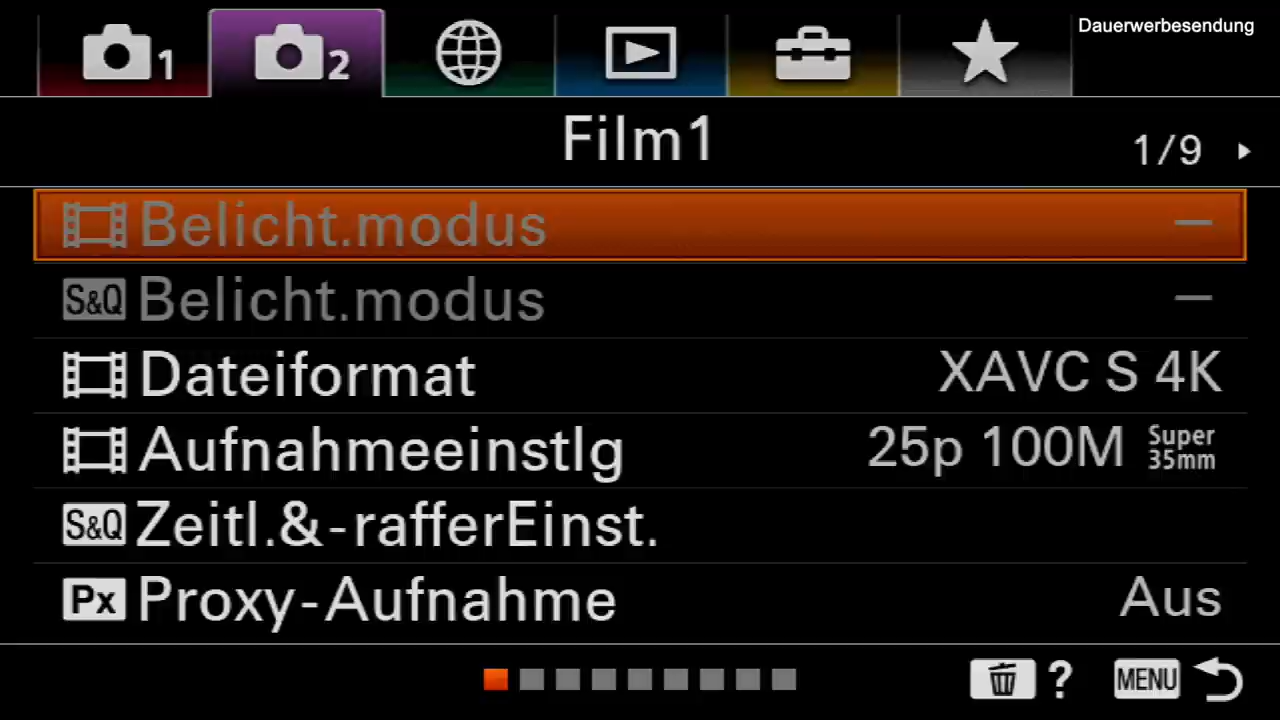 1
2
Dauerwerbesendung
Film1
1/9
Belicht.modus –
S&Q Belicht.modus –
Dateiformat XAVC S 4K
Aufnahmeeinstlg 25p 100M Super 35mm
S&Q Zeitl.&-rafferEinst.
Px Proxy-Aufnahme Aus
? MENU